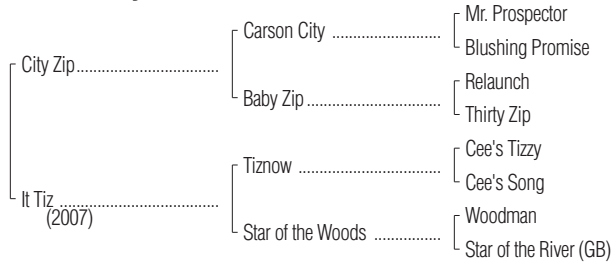 Mr. Prospector
Carson City ....................
Blushing Promise
City Zip..........................
Relaunch
Baby Zip........................
Thirty Zip
Cee's Tizzy
Tiznow ..........................
Cee's Song
It Tiz .............................
(2007)
Woodman
Star of the Woods ............
Star of the River (GB)